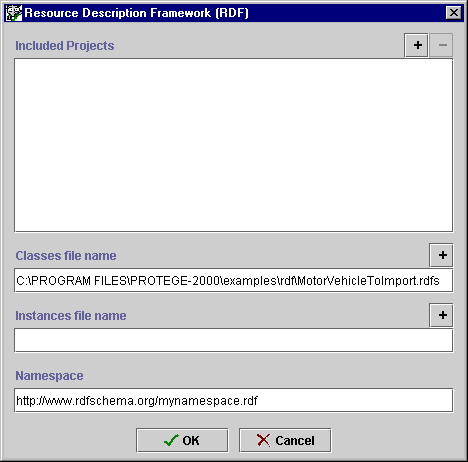 Resource Description Framework (RDF)
Included Projects
+ −
Classes file name
+
C:\PROGRAM FILES\PROTEGE-2000\examples\rdf\MotorVehicleToImport.rdfs
Instances file name
+
Namespace
http://www.rdfschema.org/mynamespace.rdf
OK Cancel